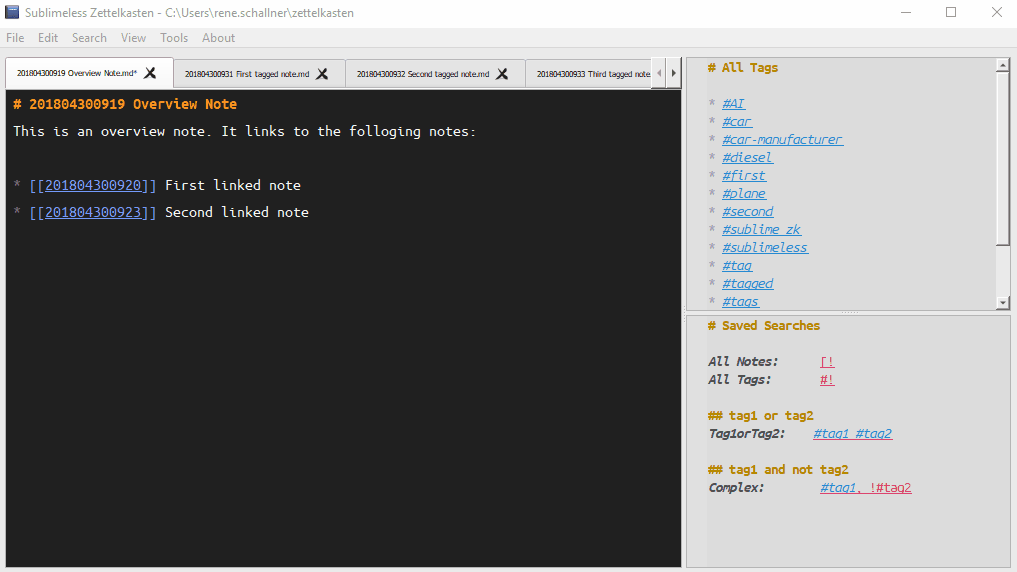 Sublimeless Zettelkasten - C:\Users\rene.schallner\zettelkasten
File Edit Search View Tools About
201804300919 Overview Note.md* 201804300931 First tagged note.md 201804300932 Second tagged note.md 201804300933 Third tagged note.
# 201804300919 Overview Note
This is an overview note. It links to the folloging notes:
* [[201804300920]] First linked note
* [[201804300923]] Second linked note
# All Tags
* #AI
* #car
* #car-manufacturer
* #diesel
* #first
* #plane
* #second
* #sublime_zk
* #sublimeless
* #tag
* #tagged
* #tags
# Saved Searches
All Notes: [!
All Tags: #!
## tag1 or tag2
Tag1orTag2: #tag1 #tag2
## tag1 and not tag2
Complex: #tag1, !#tag2